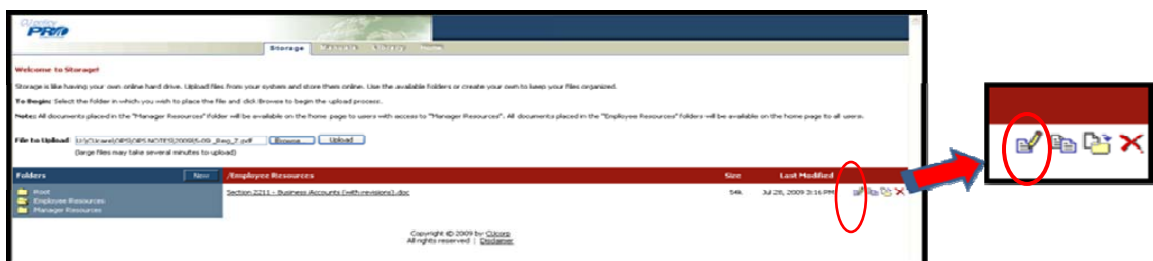 CUpolicy
PRO
Storage Manuals Library Home
Welcome to Storage!
Storage is like having your own online hard drive. Upload files from your system and store them online. Use the available folders or create your own to keep your files organized.
To Begin: Select the folder in which you wish to place the file and click Browse to begin the upload process.
Note: All documents placed in the "Manager Resources" folder will be available on the home page to users with access to "Manager Resources". All documents placed in the "Employee Resources" folders will be available on the home page to all users.
File to Upload Browse... Upload
(large files may take several minutes to upload)
Folders New /Employee Resources Size Last Modified
Root
Employee Resources
Manager Resources
Section 2211 - Business Accounts (with revisions).doc 54k Jul 28, 2009 3:16 PM
Copyright © 2009 by CUcorp
All rights reserved | Disclaimer